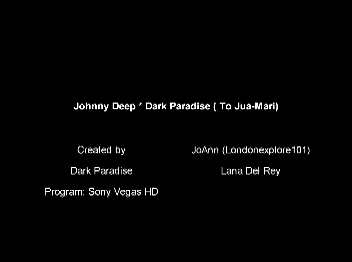 Johnny Deep * Dark Paradise ( To Jua-Mari)
Created by JoAnn (Londonexplore101)
Dark Paradise Lana Del Rey
Program: Sony Vegas HD